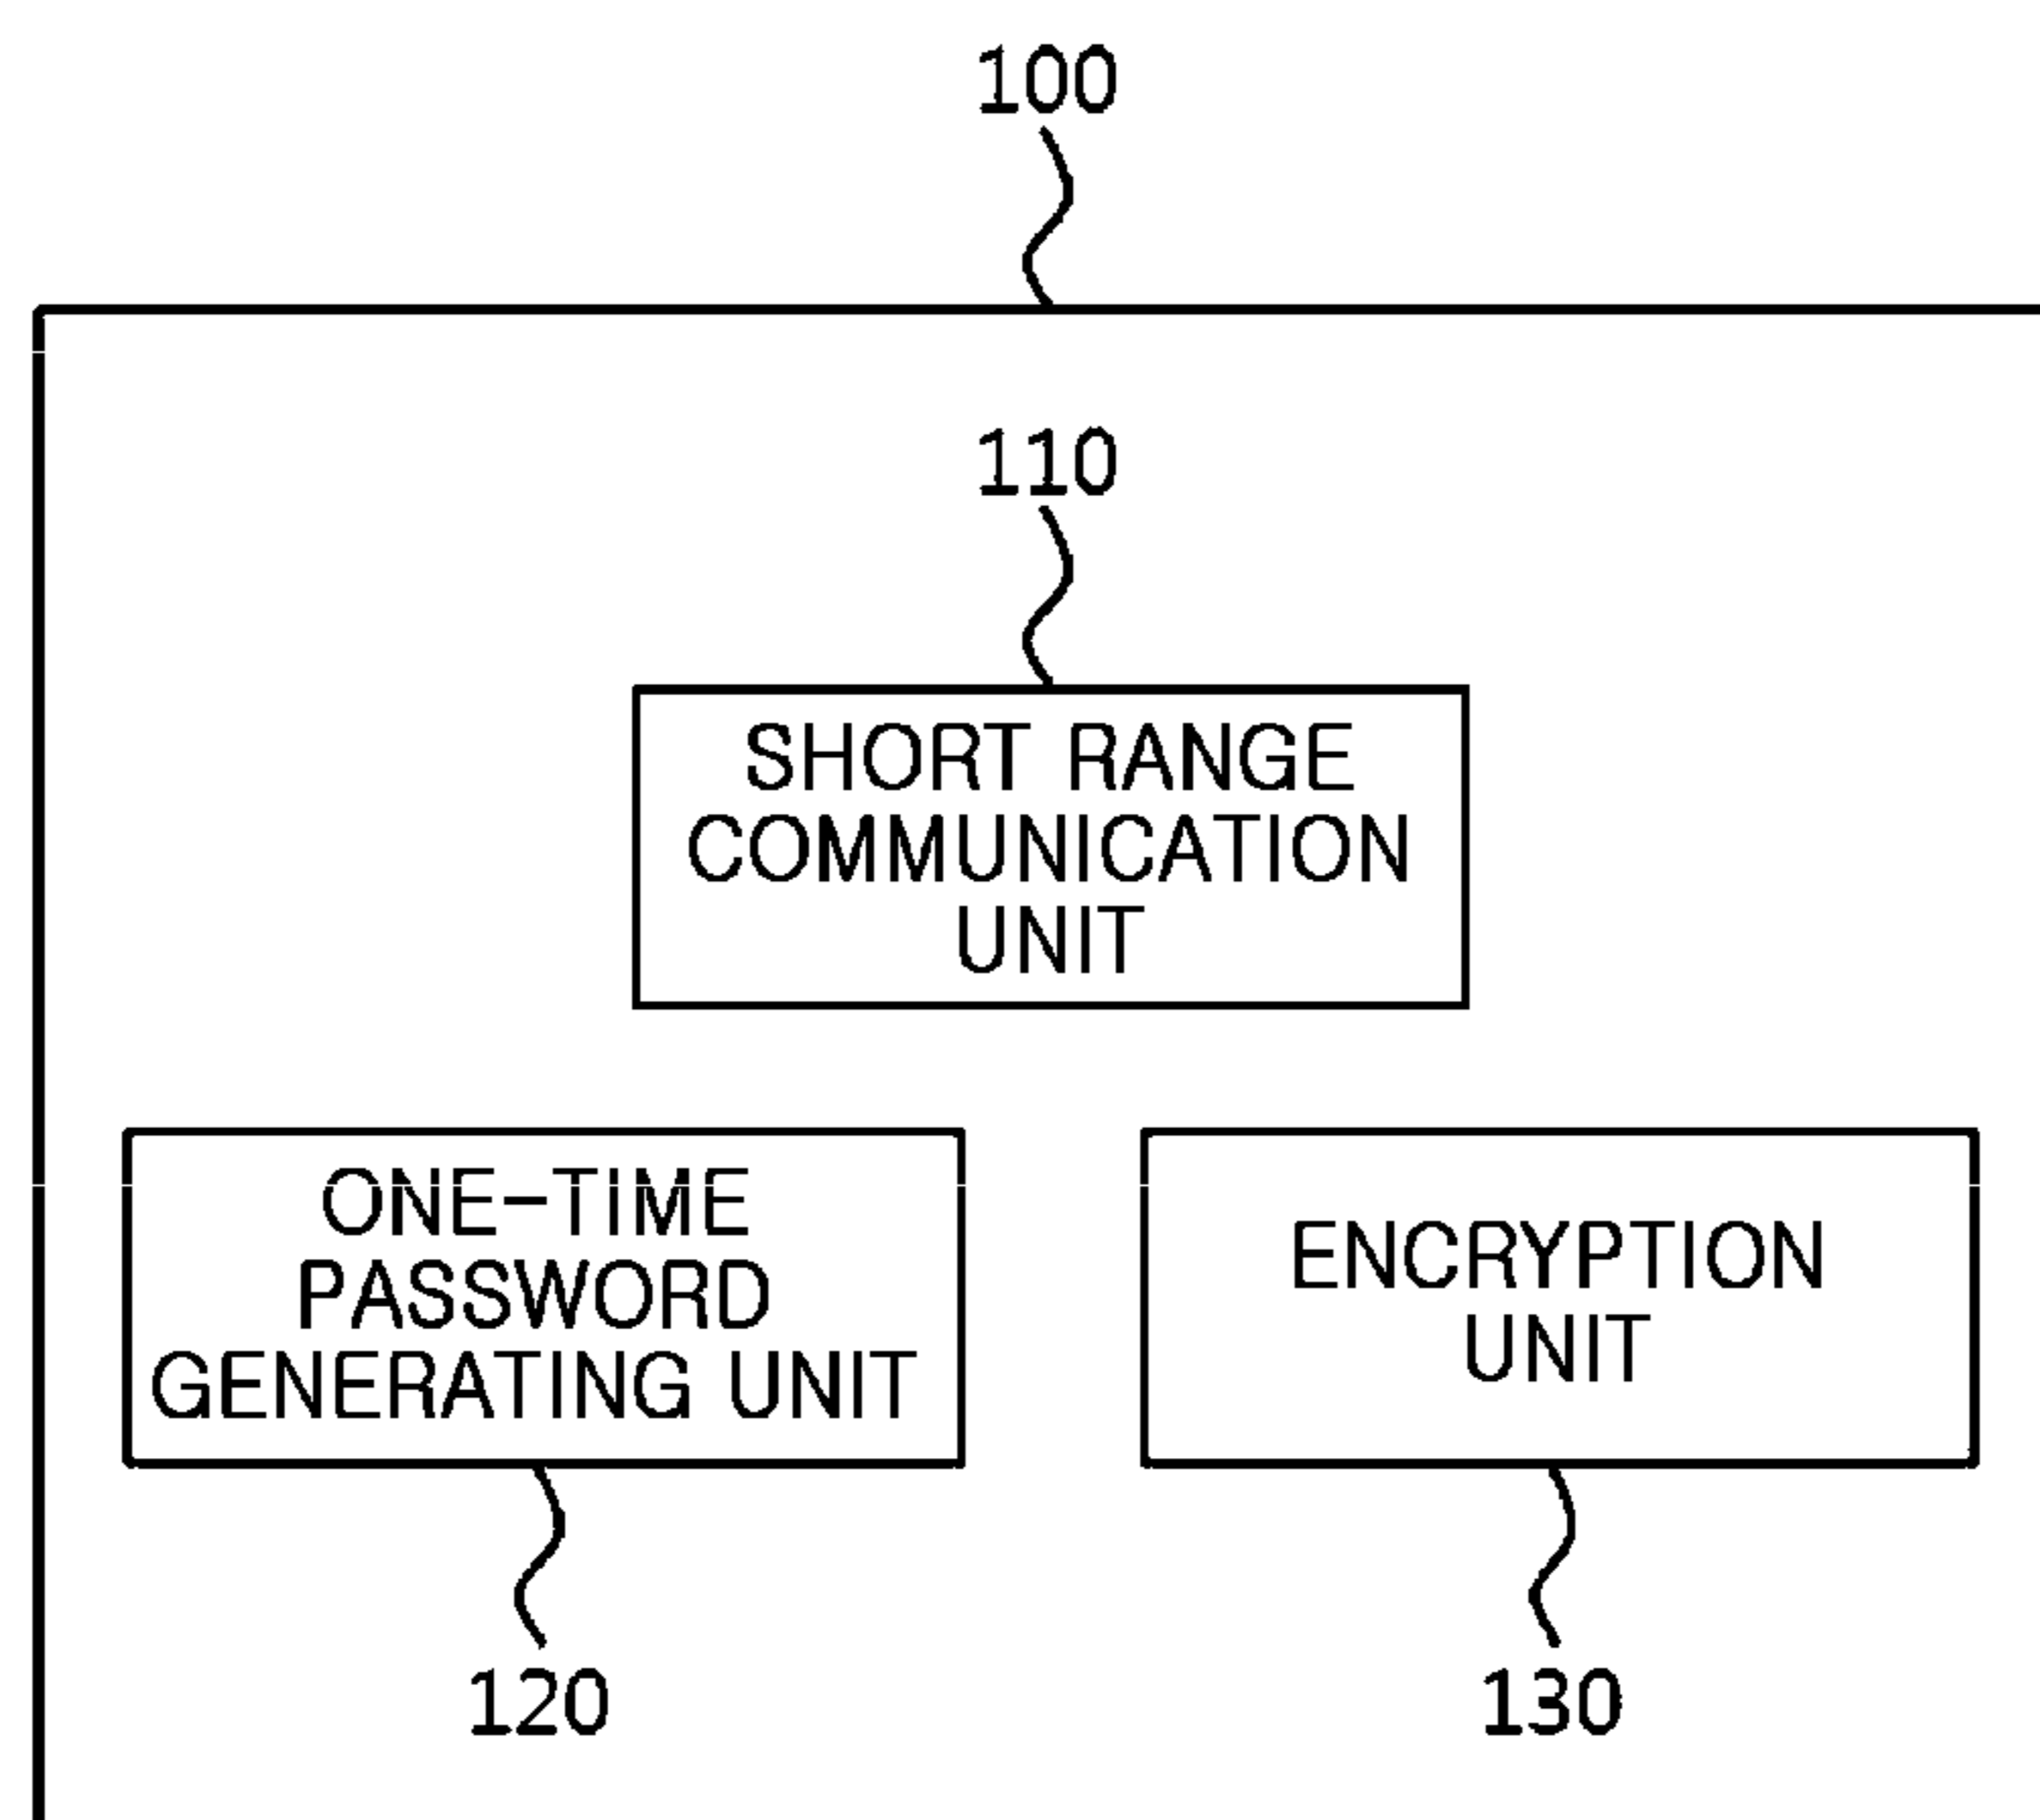 100
110
SHORT RANGE
COMMUNICATION
UNIT
ONE-TIME
PASSWORD
GENERATING UNIT
ENCRYPTION
UNIT
120
130